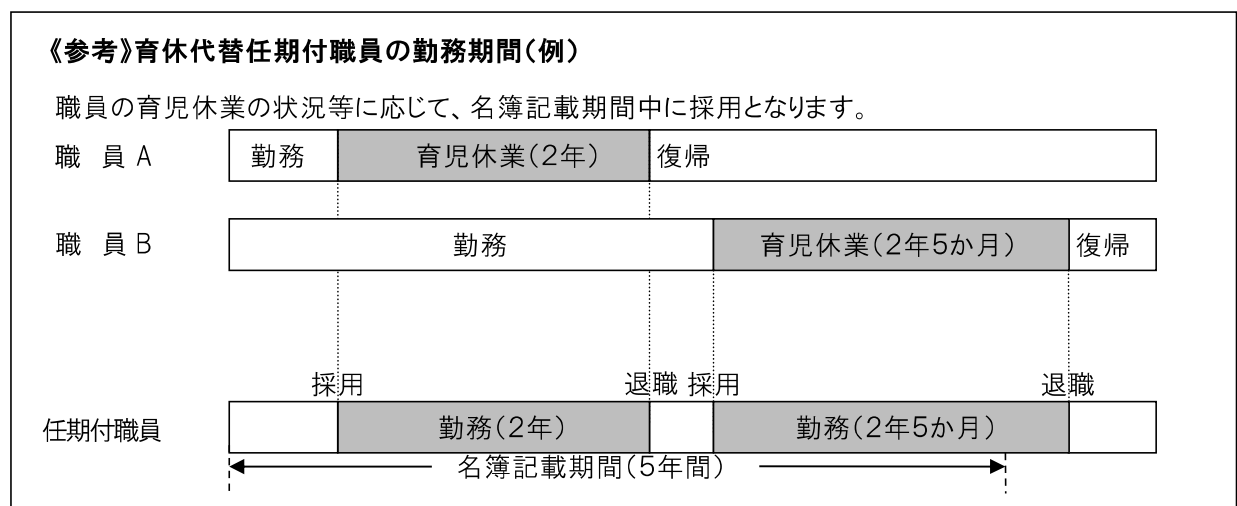 《参考》育休代替任期付職員の勤務期間(例)
職員の育児休業の状況等に応じて、名簿記載期間中に採用となります。
職 員 A 勤務 育児休業(2年) 復帰
職 員 B 勤務 育児休業(2年5か月) 復帰
採用 退職 採用 退職
任期付職員 勤務(2年) 勤務(2年5か月)
名簿記載期間(5年間)